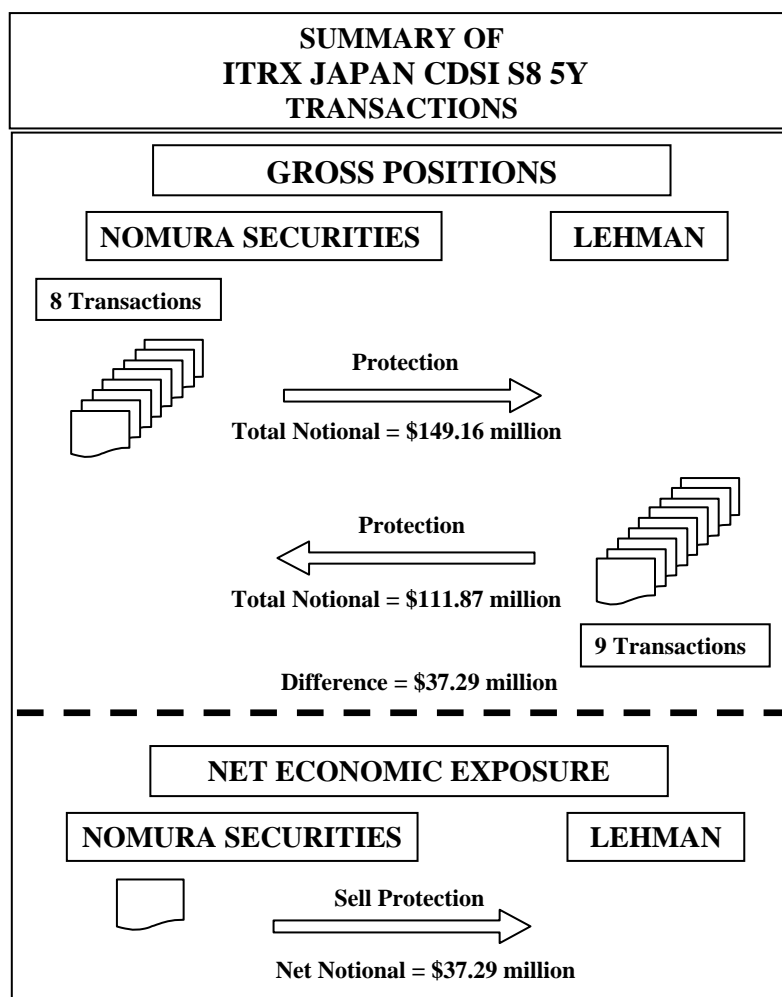 SUMMARY OF
ITRX JAPAN CDSI S8 5Y
TRANSACTIONS
GROSS POSITIONS
NOMURA SECURITIES
LEHMAN
8 Transactions
Protection
Total Notional = $149.16 million
Protection
Total Notional = $111.87 million
9 Transactions
Difference = $37.29 million
NET ECONOMIC EXPOSURE
NOMURA SECURITIES
LEHMAN
Sell Protection
Net Notional = $37.29 million